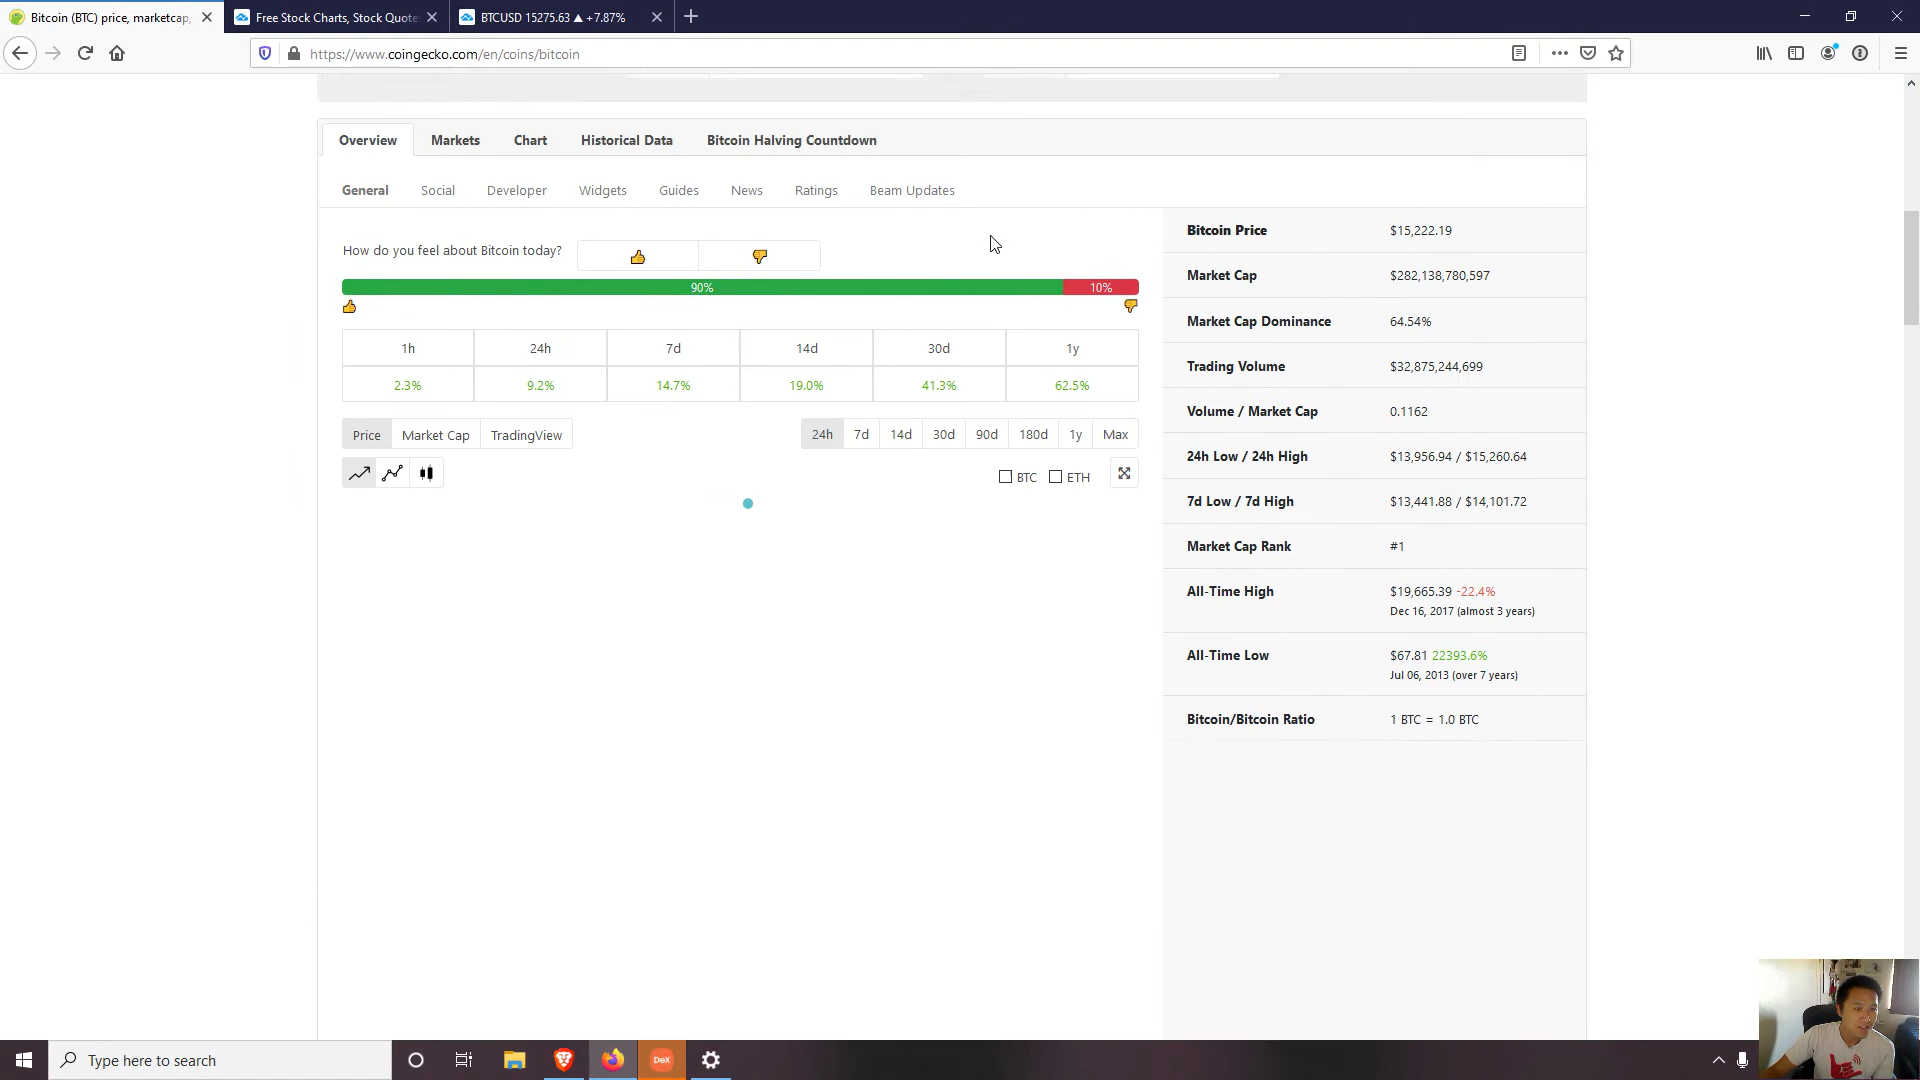 Bitcoin (BTC) price, marketcap,
Free Stock Charts, Stock Quote
BTCUSD 15275.63 ▲ +7.87%
https://www.coingecko.com/en/coins/bitcoin
Overview Markets Chart Historical Data Bitcoin Halving Countdown
General Social Developer Widgets Guides News Ratings Beam Updates
How do you feel about Bitcoin today?
90% 10%
1h 24h 7d 14d 30d 1y
2.3% 9.2% 14.7% 19.0% 41.3% 62.5%
Price Market Cap TradingView 24h 7d 14d 30d 90d 180d 1y Max
BTC ETH
Bitcoin Price $15,222.19
Market Cap $282,138,780,597
Market Cap Dominance 64.54%
Trading Volume $32,875,244,699
Volume / Market Cap 0.1162
24h Low / 24h High $13,956.94 / $15,260.64
7d Low / 7d High $13,441.88 / $14,101.72
Market Cap Rank #1
All-Time High $19,665.39 -22.4%
Dec 16, 2017 (almost 3 years)
All-Time Low $67.81 22393.6%
Jul 06, 2013 (over 7 years)
Bitcoin/Bitcoin Ratio 1 BTC = 1.0 BTC
Type here to search
DeX